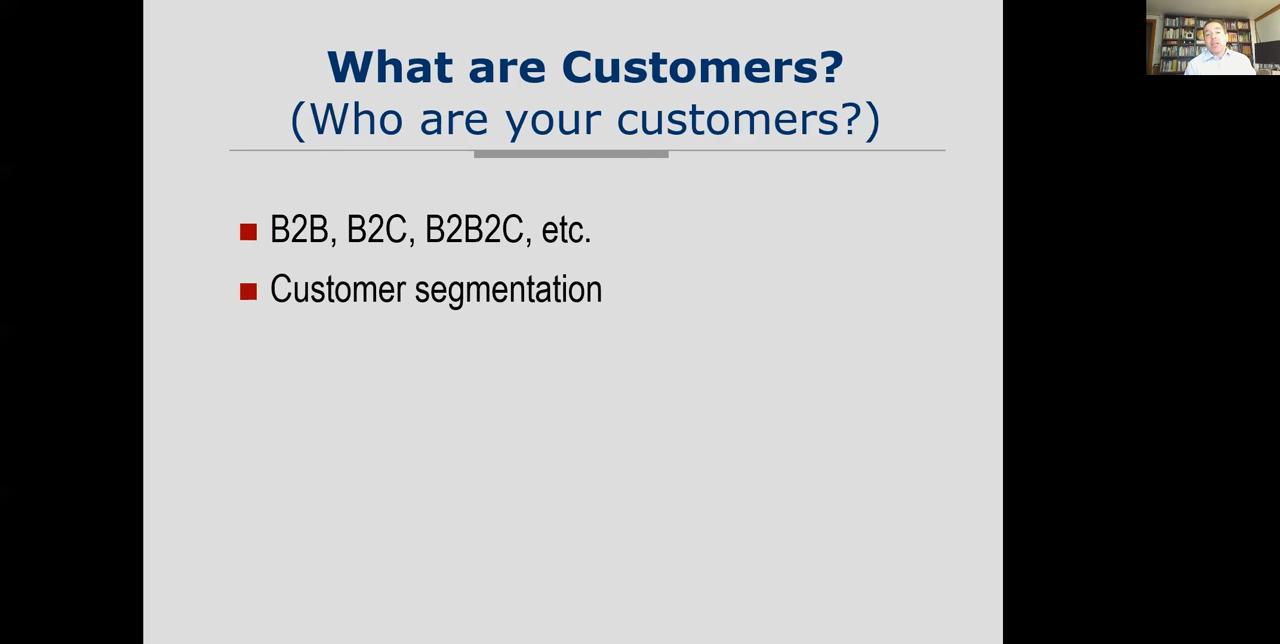 What are Customers?
(Who are your customers?)
B2B, B2C, B2B2C, etc.
Customer segmentation